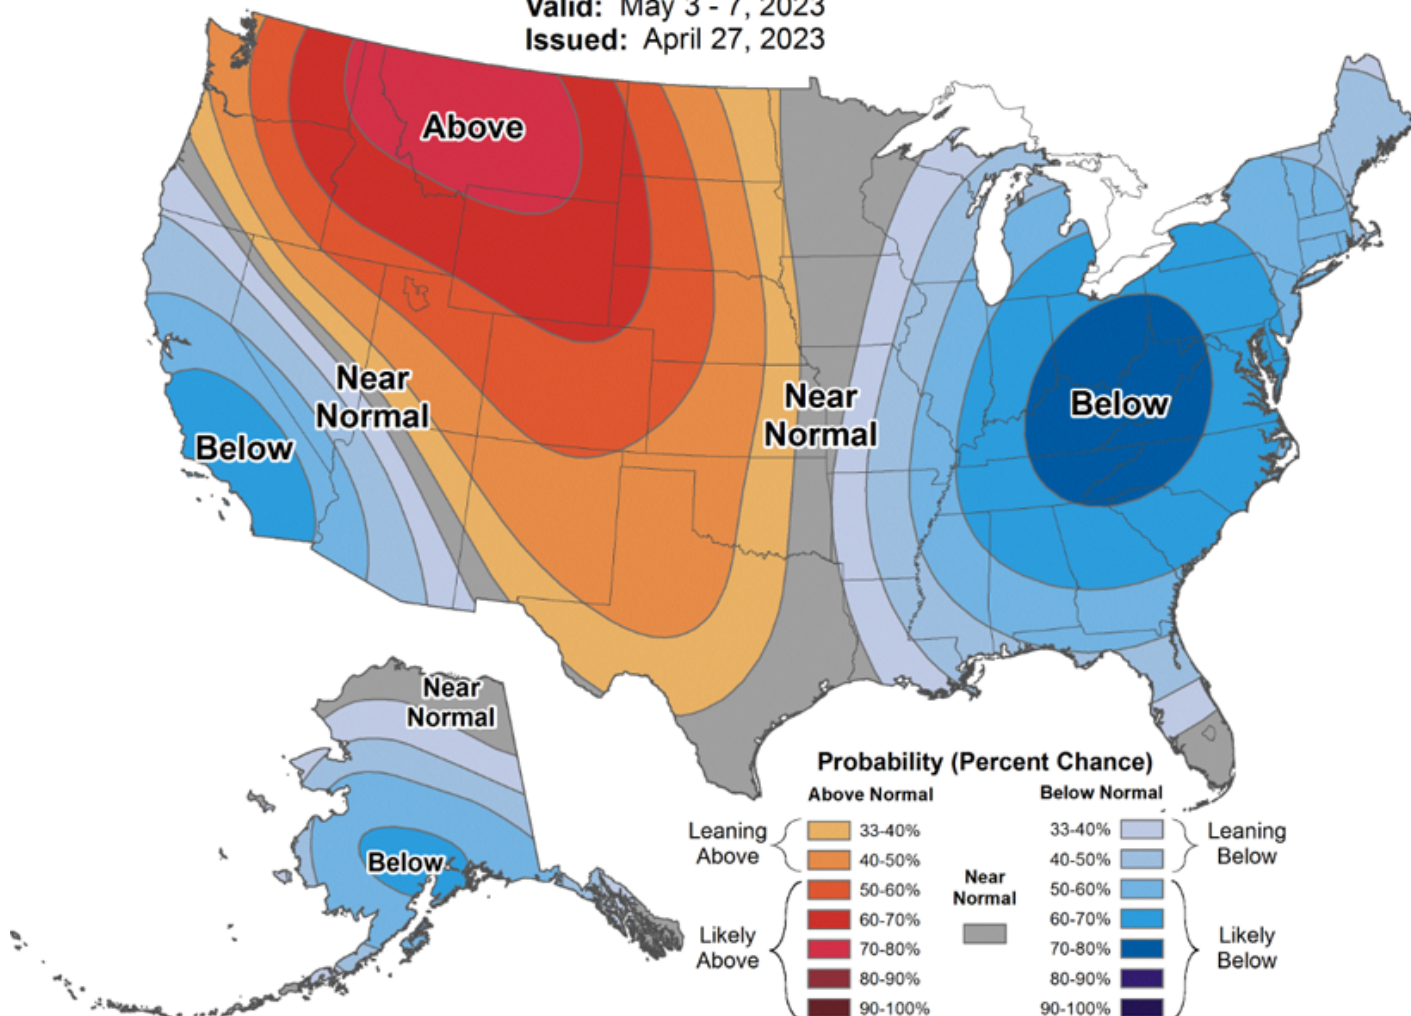 Valid: May 3 - 7, 2023
Issued: April 27, 2023
Above
Near
Normal
Near
Normal
Below
Below
Near
Normal
Below
Probability (Percent Chance)
Above Normal
Below Normal
Leaning
Above
33-40%
40-50%
Likely
Above
50-60%
60-70%
70-80%
80-90%
90-100%
Near
Normal
33-40%
40-50%
Leaning
Below
50-60%
60-70%
70-80%
80-90%
90-100%
Likely
Below